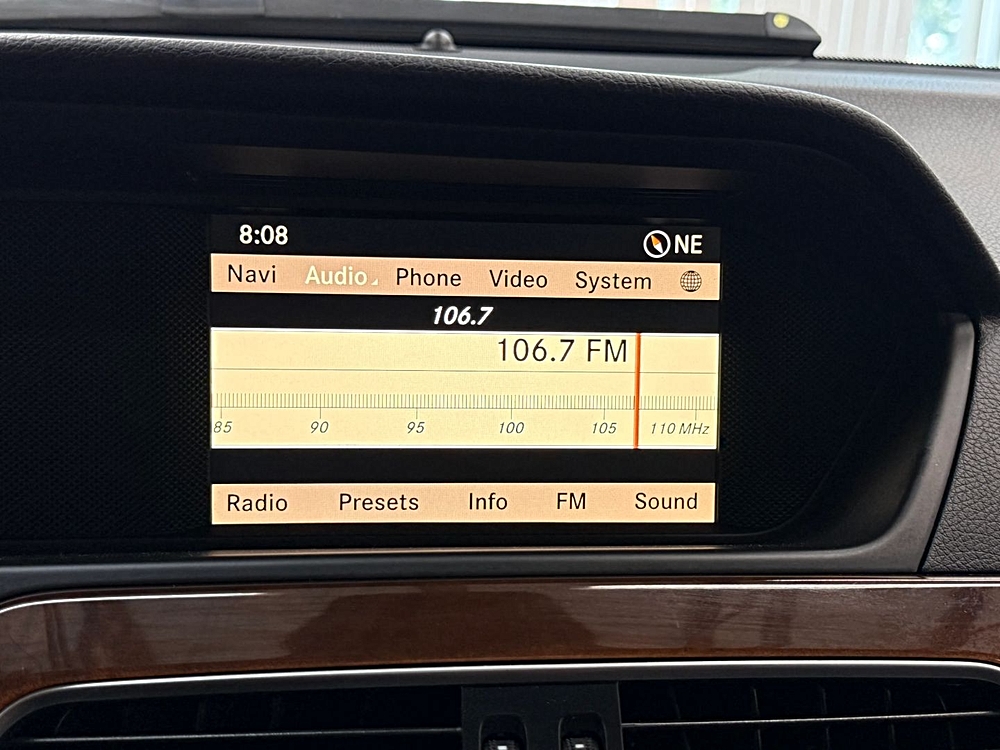 8:08 NE
Navi Audio Phone Video System
106.7
106.7 FM
85 90 95 100 105 110 MHz
Radio Presets Info FM Sound